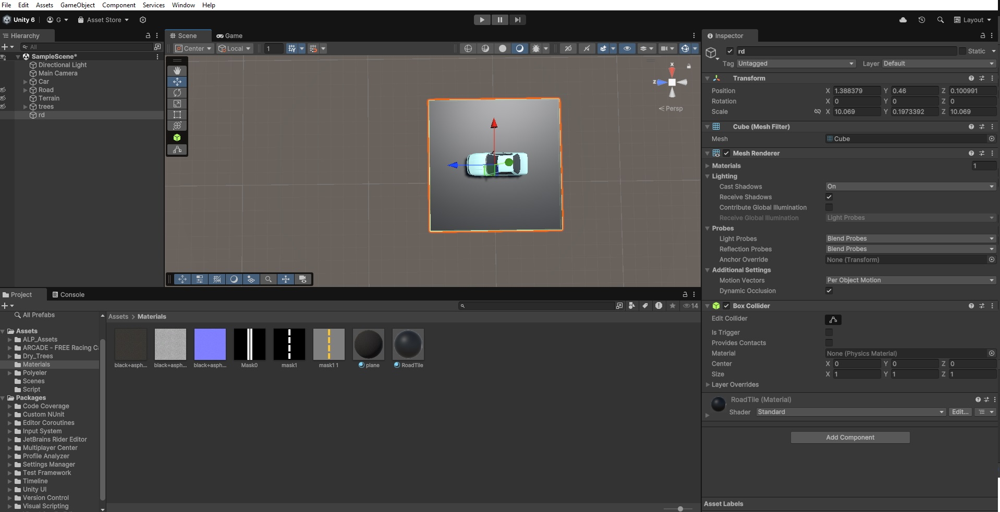 File Edit Assets GameObject Component Services Window Help
Unity 6 G Asset Store Layout
Hierarchy
All
SampleScene*
Directional Light
Main Camera
Car
Road
Terrain
trees
rd
Scene Game
Center Local 1 2D
x
z
Persp
Inspector
rd Static
Tag Untagged Layer Default
Transform
Position X 1.388379 Y 0.46 Z 0.100991
Rotation X 0 Y 0 Z 0
Scale X 10.069 Y 0.1973392 Z 10.069
Cube (Mesh Filter)
Mesh Cube
Mesh Renderer
Materials 1
Lighting
Cast Shadows On
Receive Shadows
Contribute Global Illumination
Receive Global Illumination Light Probes
Probes
Light Probes Blend Probes
Reflection Probes Blend Probes
Anchor Override None (Transform)
Additional Settings
Motion Vectors Per Object Motion
Dynamic Occlusion
Box Collider
Edit Collider
Is Trigger
Provides Contacts
Material None (Physics Material)
Center X 0 Y 0 Z 0
Size X 1 Y 1 Z 1
Layer Overrides
RoadTile (Material)
Shader Standard Edit...
Add Component
Asset Labels
Project Console
14
All Prefabs
Assets
ALP_Assets
ARCADE - FREE Racing Ca
Dry_Trees
Materials
Polyeler
Scenes
Script
Packages
Code Coverage
Custom NUnit
Editor Coroutines
Input System
JetBrains Rider Editor
Multiplayer Center
Profile Analyzer
Settings Manager
Test Framework
Timeline
Unity UI
Version Control
Visual Scripting
Assets > Materials
black+asph... black+asph... black+asph... Mask0 mask1 mask1 1 plane RoadTile